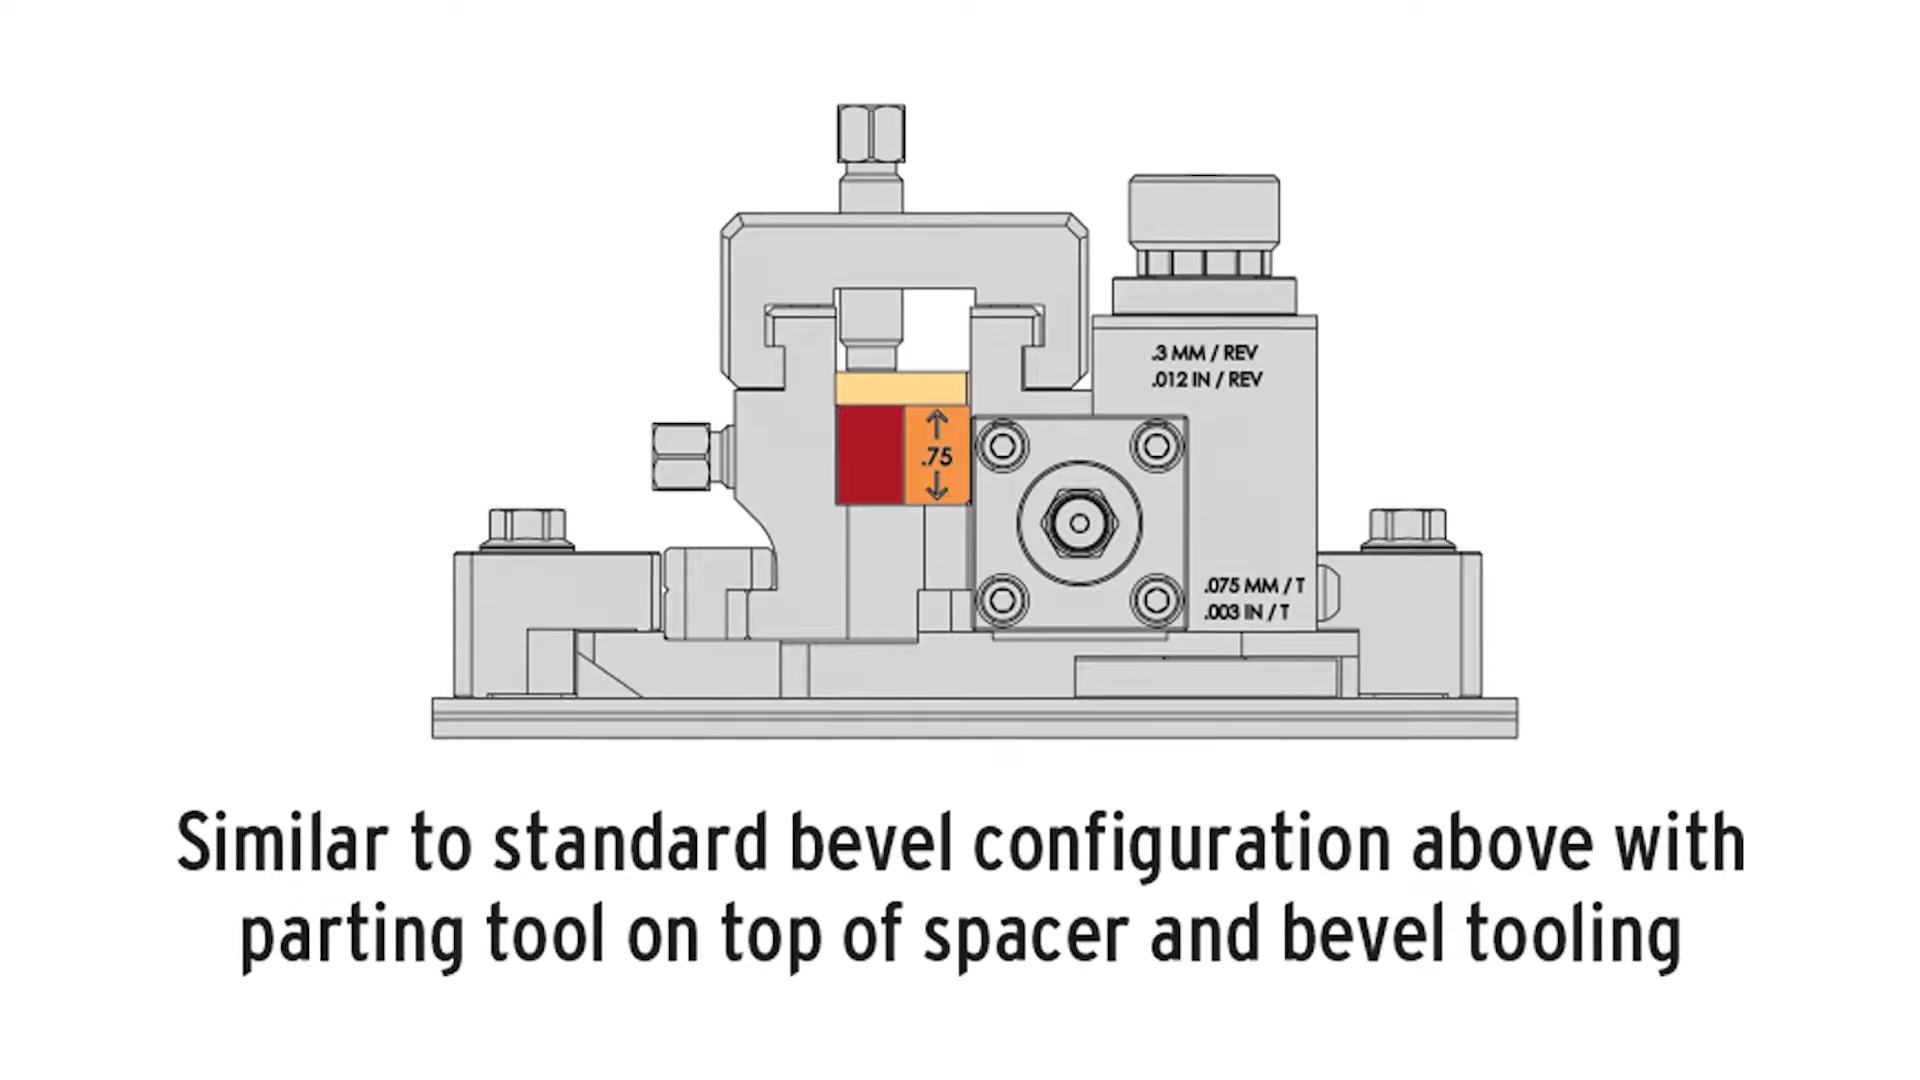 .3 MM / REV
.012 IN / REV
.75
.075 MM / T
.003 IN / T
Similar to standard bevel configuration above with
parting tool on top of spacer and bevel tooling